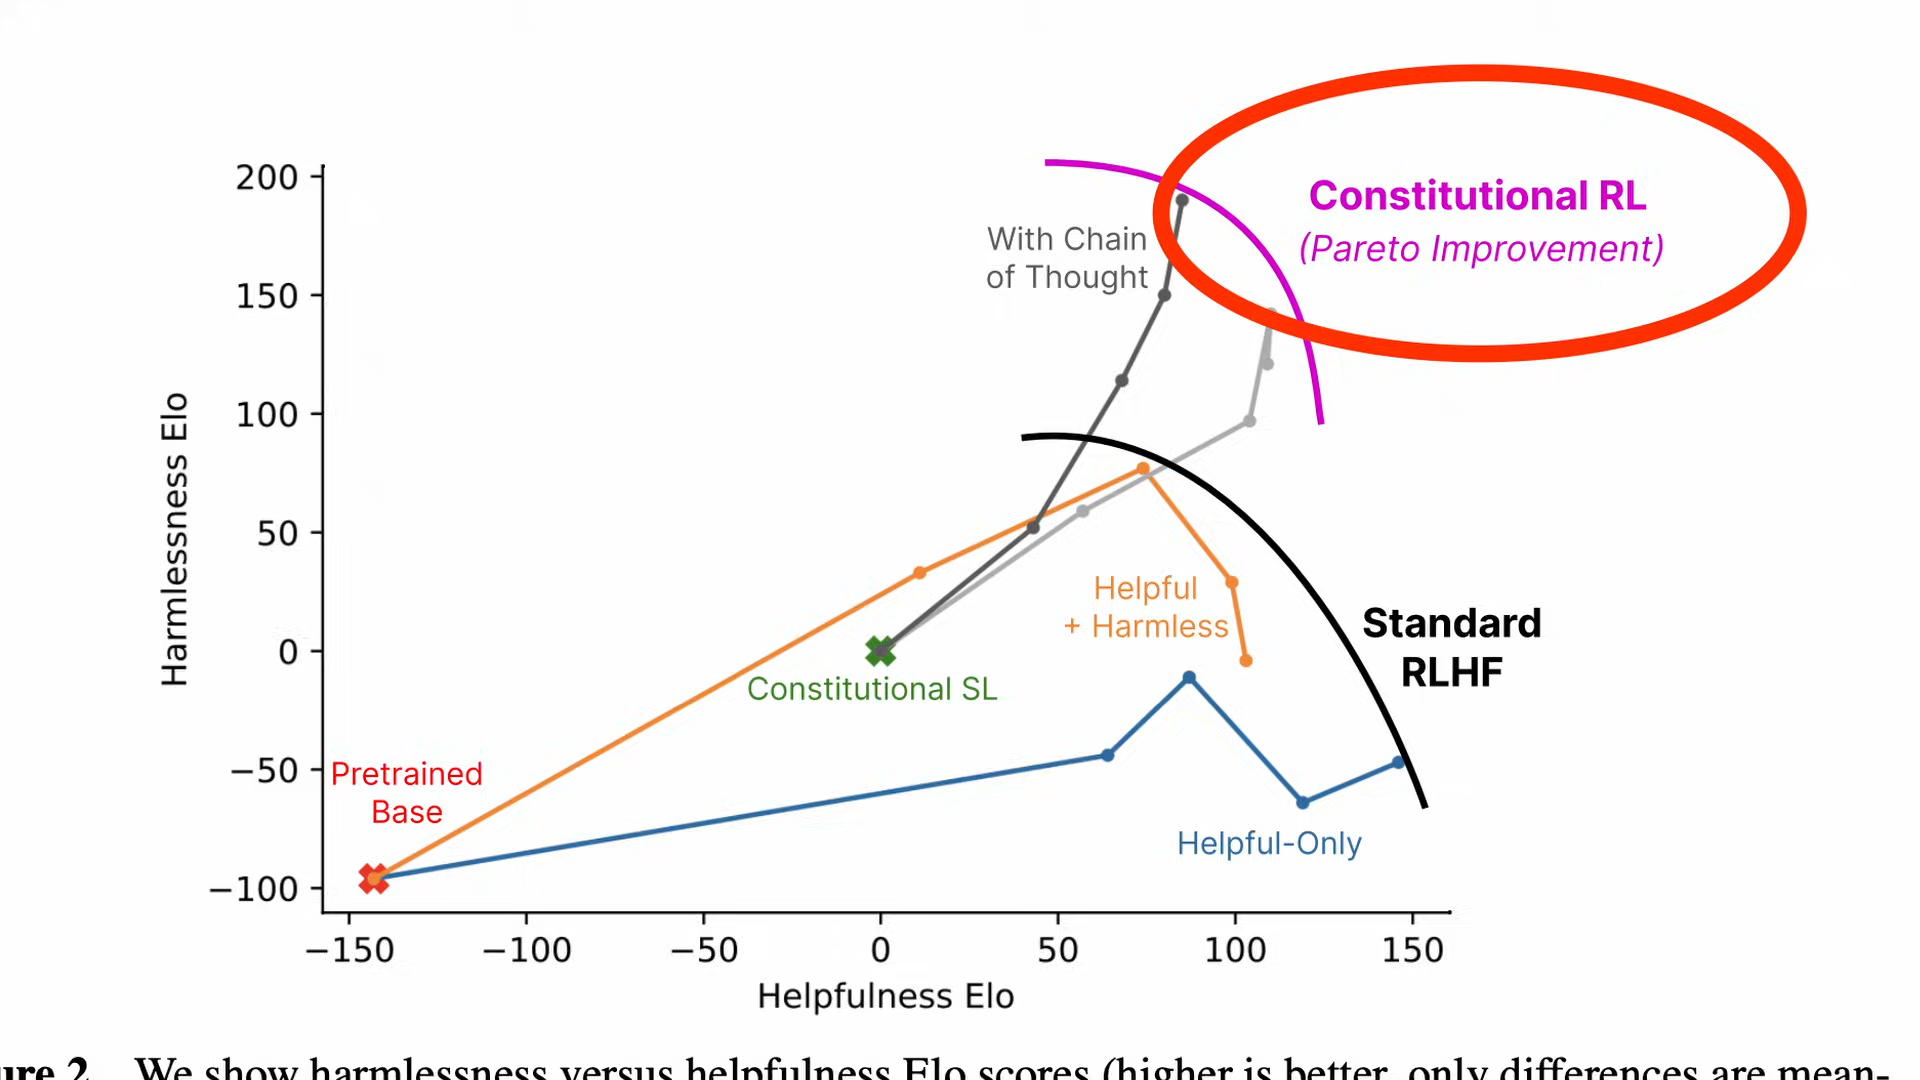 200
150
100
50
0
−50
−100
Harmlessness Elo
With Chain
of Thought
Constitutional RL
(Pareto Improvement)
Helpful
+ Harmless
Standard
RLHF
Constitutional SL
Pretrained
Base
Helpful-Only
−150
−100
−50
0
50
100
150
Helpfulness Elo
ure 2 We show harmlessness versus helpfulness Elo scores (higher is better, only differences are mean-